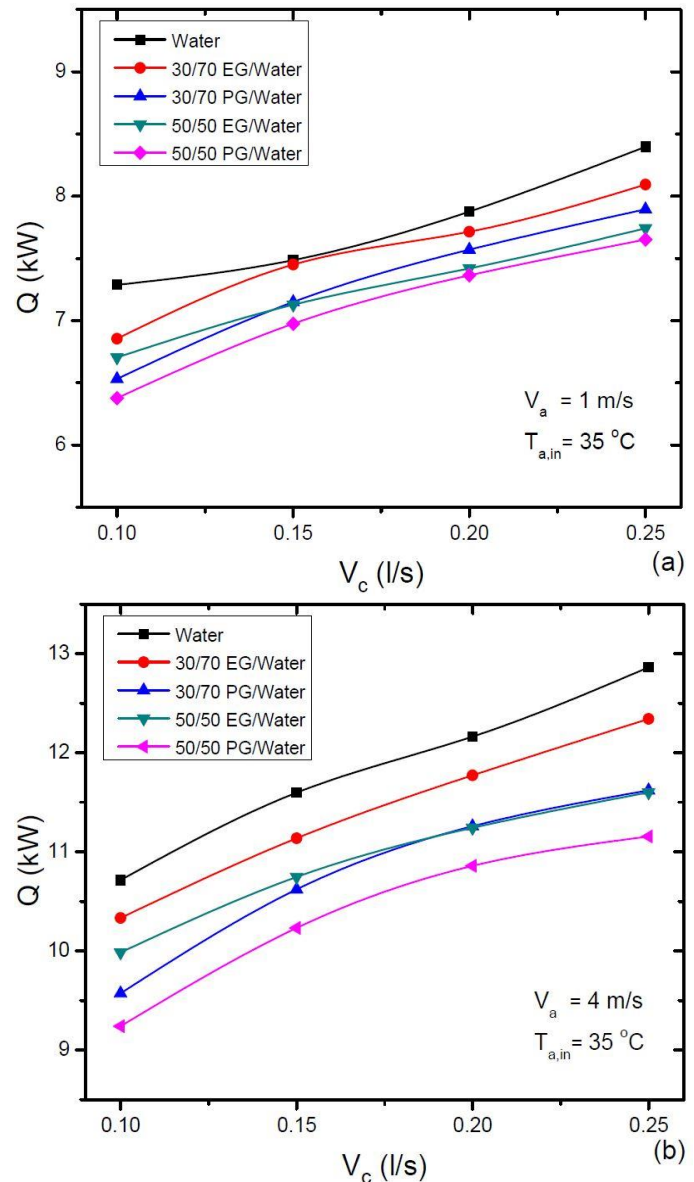 Water
30/70 EG/Water
30/70 PG/Water
50/50 EG/Water
50/50 PG/Water
9
8
7
6
Q (kW)
V_a = 1 m/s
T_a,in = 35 °C
0.10 0.15 0.20 0.25
V_c (l/s)
(a)
Water
30/70 EG/Water
30/70 PG/Water
50/50 EG/Water
50/50 PG/Water
13
12
11
10
9
Q (kW)
V_a = 4 m/s
T_a,in = 35 °C
0.10 0.15 0.20 0.25
V_c (l/s)
(b)